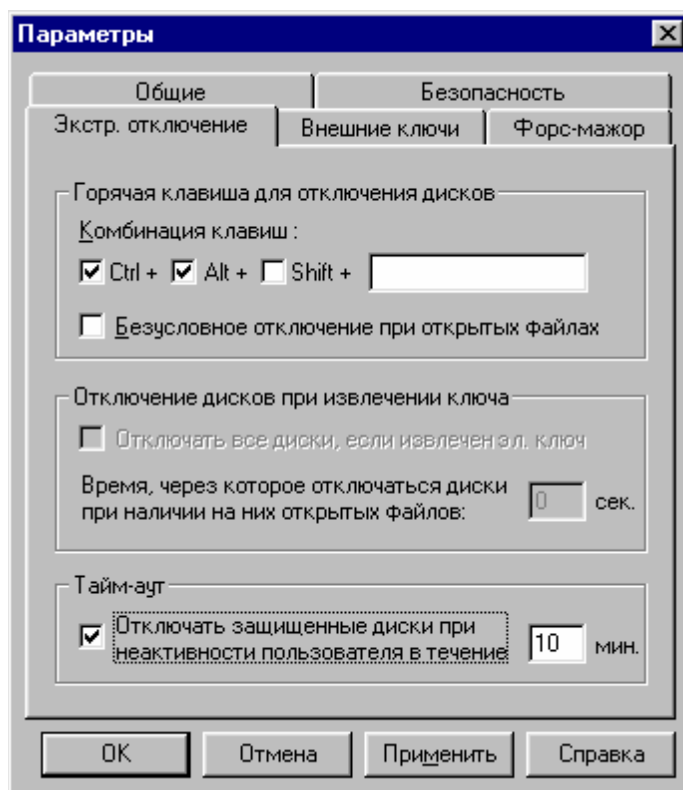 Параметры
Общие
Безопасность
Экстр. отключение
Внешние ключи
Форс-мажор
Горячая клавиша для отключения дисков
Комбинация клавиш :
Ctrl + Alt + Shift +
Безусловное отключение при открытых файлах
Отключение дисков при извлечении ключа
Отключать все диски, если извлечен эл. ключ
Время, через которое отключаться диски
при наличии на них открытых файлов:
0 сек.
Тайм-аут
Отключать защищенные диски при
неактивности пользователя в течение
10 мин.
OK
Отмена
Применить
Справка